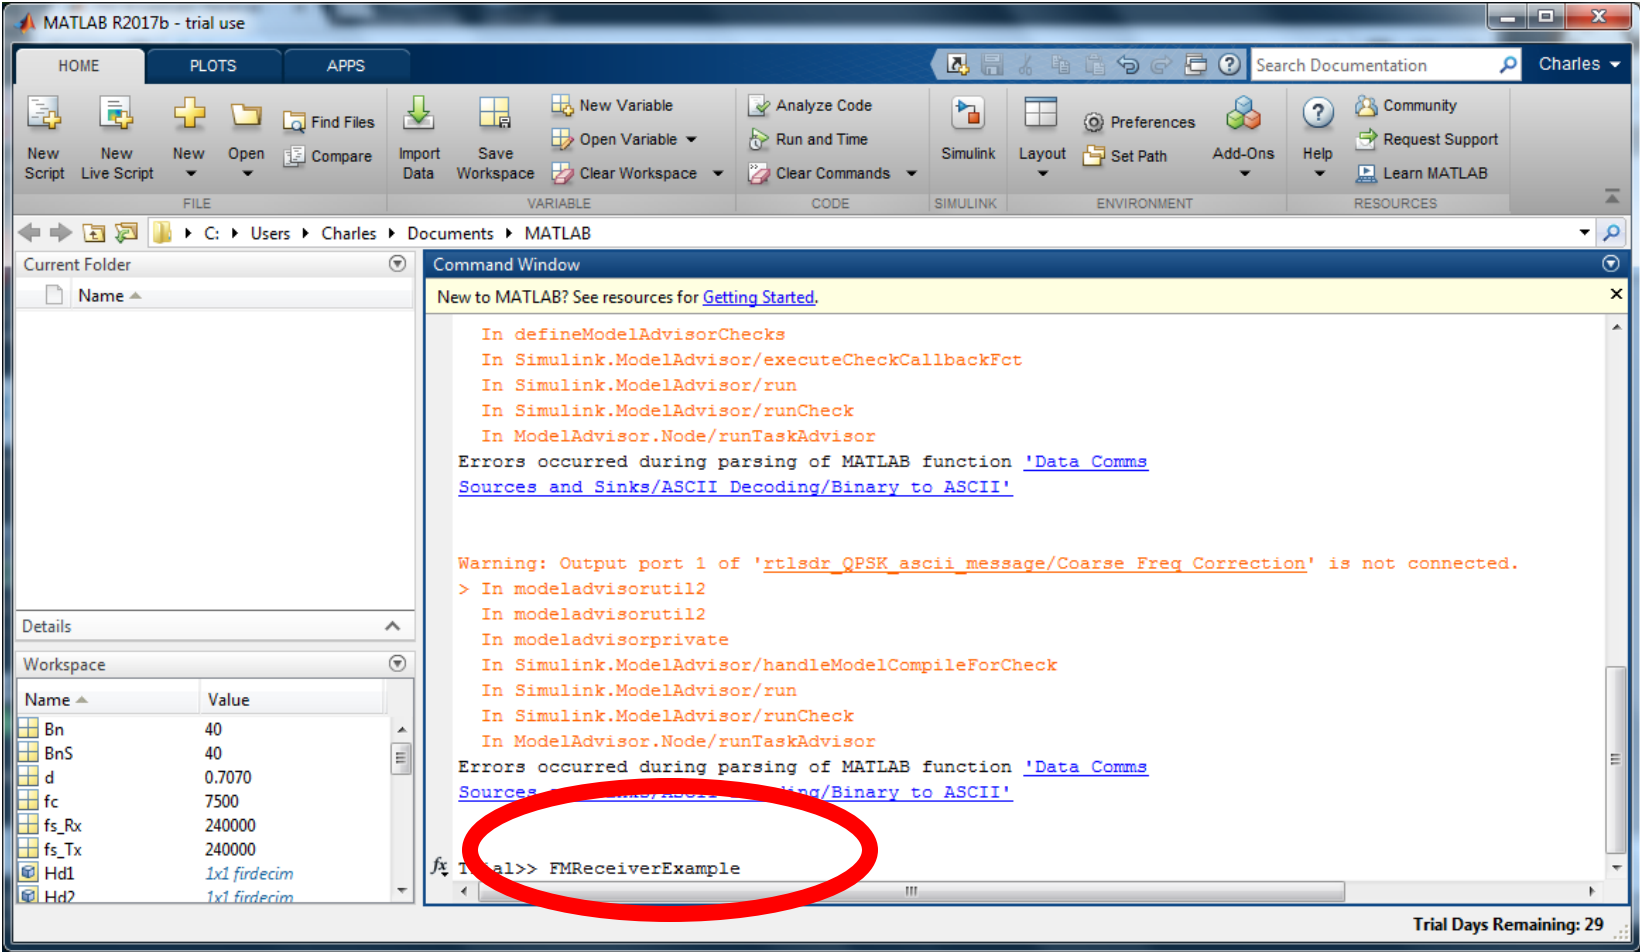 MATLAB R2017b - trial use
HOME PLOTS APPS
Search Documentation
Charles
New Script
New Live Script
New
Open
Find Files
Compare
FILE
Import Data
Save Workspace
New Variable
Open Variable
Clear Workspace
VARIABLE
Analyze Code
Run and Time
Clear Commands
CODE
Simulink
SIMULINK
Layout
Preferences
Set Path
Add-Ons
ENVIRONMENT
Help
Community
Request Support
Learn MATLAB
RESOURCES
C: Users Charles Documents MATLAB
Current Folder
Name
Details
Workspace
Name Value
Bn 40
BnS 40
d 0.7070
fc 7500
fs_Rx 240000
fs_Tx 240000
Hd1 1x1 firdecim
Hd2 1x1 firdecim
Command Window
New to MATLAB? See resources for Getting Started.
In defineModelAdvisorChecks
In Simulink.ModelAdvisor/executeCheckCallbackFct
In Simulink.ModelAdvisor/run
In Simulink.ModelAdvisor/runCheck
In ModelAdvisor.Node/runTaskAdvisor
Errors occurred during parsing of MATLAB function 'Data Comms
Sources and Sinks/ASCII Decoding/Binary to ASCII'
Warning: Output port 1 of 'rtlsdr_QPSK_ascii_message/Coarse Freq Correction' is not connected.
> In modeladvisorutil2
In modeladvisorutil2
In modeladvisorprivate
In Simulink.ModelAdvisor/handleModelCompileForCheck
In Simulink.ModelAdvisor/run
In Simulink.ModelAdvisor/runCheck
In ModelAdvisor.Node/runTaskAdvisor
Errors occurred during parsing of MATLAB function 'Data Comms
Sources /Binary to ASCII'
fx Trial>> FMReceiverExample
Trial Days Remaining: 29